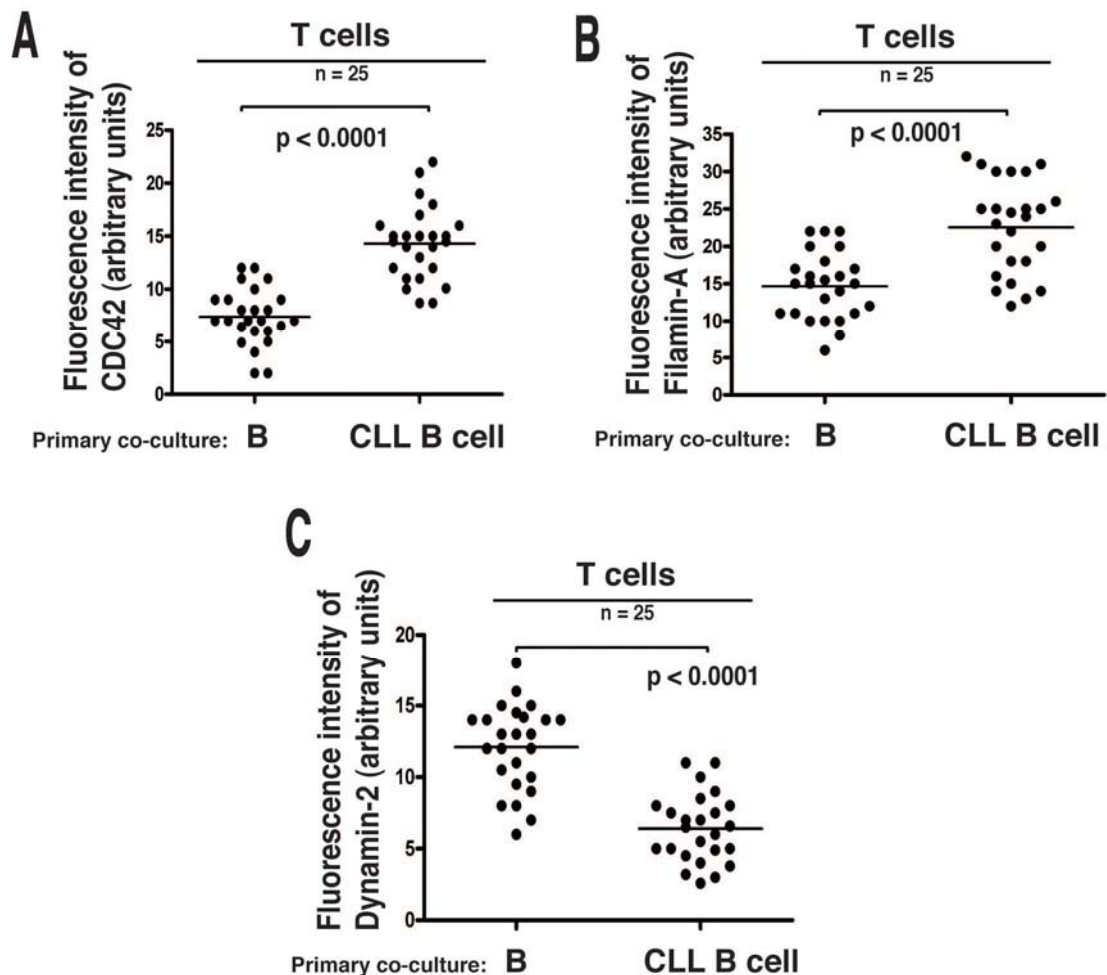 A
T cells
n = 25
p < 0.0001
Fluorescence intensity of
CDC42 (arbitrary units)
25
20
15
10
5
0
Primary co-culture: B CLL B cell
B
T cells
n = 25
p < 0.0001
Fluorescence intensity of
Filamin-A (arbitrary units)
35
30
25
20
15
10
5
0
Primary co-culture: B CLL B cell
C
T cells
n = 25
p < 0.0001
Fluorescence intensity of
Dynamin-2 (arbitrary units)
20
15
10
5
0
Primary co-culture: B CLL B cell